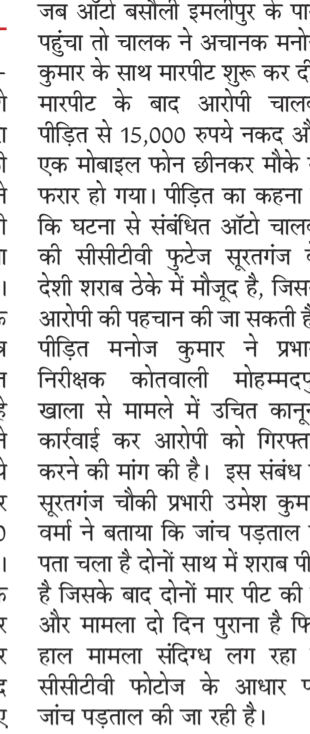 जब ऑटो बसौली इमलीपुर के पा
पहुंचा तो चालक ने अचानक मनो
कुमार के साथ मारपीट शुरू कर दी
मारपीट के बाद आरोपी चाल
पीड़ित से 15,000 रुपये नकद औ
एक मोबाइल फोन छीनकर मौके
फरार हो गया। पीड़ित का कहना
कि घटना से संबंधित ऑटो चाल
की सीसीटीवी फुटेज सूरतगंज
देशी शराब ठेके में मौजूद है, जिस
आरोपी की पहचान की जा सकती है
पीड़ित मनोज कुमार ने प्रभा
निरीक्षक कोतवाली मोहम्मदपु
खाला से मामले में उचित कानू
कार्रवाई कर आरोपी को गिरफ्त
करने की मांग की है। इस संबंध
सूरतगंज चौकी प्रभारी उमेश कुम
वर्मा ने बताया कि जांच पड़ताल
पता चला है दोनों साथ में शराब पी
है जिसके बाद दोनों मार पीट की
और मामला दो दिन पुराना है फि
हाल मामला संदिग्ध लग रहा
सीसीटीवी फोटोज के आधार प
जांच पड़ताल की जा रही है।